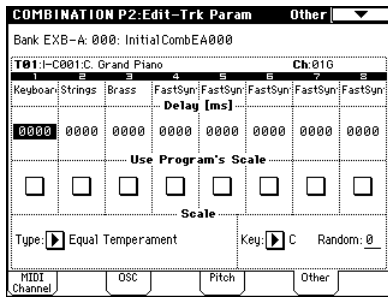 COMBINATION P2:Edit-Trk Param Other
Bank EXB-A: 000: InitialCombEA000
T01:I-C001:C. Grand Piano Ch:01G
1 2 3 4 5 6 7 8
Keyboar Strings Brass FastSyn FastSyn FastSyn FastSyn FastSyn
Delay [ms]
0000 0000 0000 0000 0000 0000 0000 0000
Use Program's Scale
Scale
Type: Equal Temperament Key: C Random: 0
MIDI Channel OSC Pitch Other